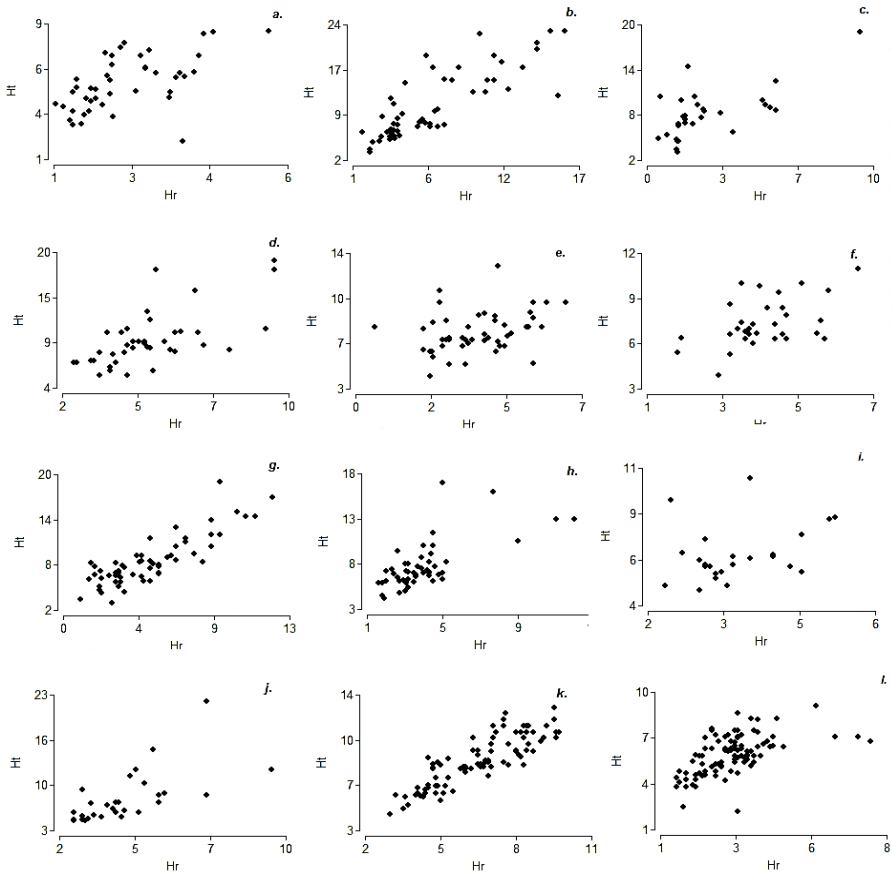 a.
9
6
4
1
Ht
1 3 4 6
Hr
b.
24
17
9
2
Ht
1 6 12 17
Hr
c.
20
14
8
2
Ht
0 3 7 10
Hr
d.
20
15
9
4
Ht
2 5 7 10
Hr
e.
14
10
7
3
Ht
0 2 5 7
Hr
f.
12
9
6
3
Ht
1 3 5 7
Hr
g.
20
14
8
2
Ht
0 4 9 13
Hr
h.
18
13
8
3
Ht
1 5 9
Hr
i.
11
9
6
4
Ht
2 3 5 6
Hr
j.
23
16
10
3
Ht
2 5 7 10
Hr
k.
14
10
7
3
Ht
2 5 8 11
Hr
l.
10
7
4
1
Ht
1 3 6 8
Hr